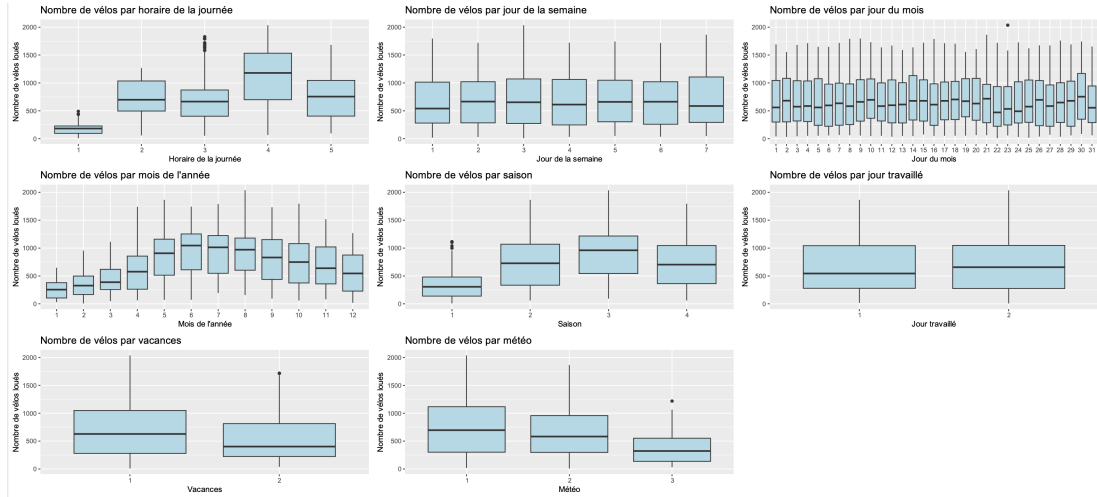 Nombre de vélos par horaire de la journée
Nombre de vélos loués
2000
1500
1000
500
0
1 2 3 4 5
Horaire de la journée
Nombre de vélos par jour de la semaine
Nombre de vélos loués
2000
1500
1000
500
0
1 2 3 4 5 6 7
Jour de la semaine
Nombre de vélos par jour du mois
Nombre de vélos loués
2000
1500
1000
500
0
1 2 3 4 5 6 7 8 9 10 11 12 13 14 15 16 17 18 19 20 21 22 23 24 25 26 27 28 29 30 31
Jour du mois
Nombre de vélos par mois de l'année
Nombre de vélos loués
2000
1500
1000
500
0
1 2 3 4 5 6 7 8 9 10 11 12
Mois de l'année
Nombre de vélos par saison
Nombre de vélos loués
2000
1500
1000
500
0
1 2 3 4
Saison
Nombre de vélos par jour travaillé
Nombre de vélos loués
2000
1500
1000
500
0
1 2
Jour travaillé
Nombre de vélos par vacances
Nombre de vélos loués
2000
1500
1000
500
0
1 2
Vacances
Nombre de vélos par météo
Nombre de vélos loués
2000
1500
1000
500
0
1 2 3
Météo